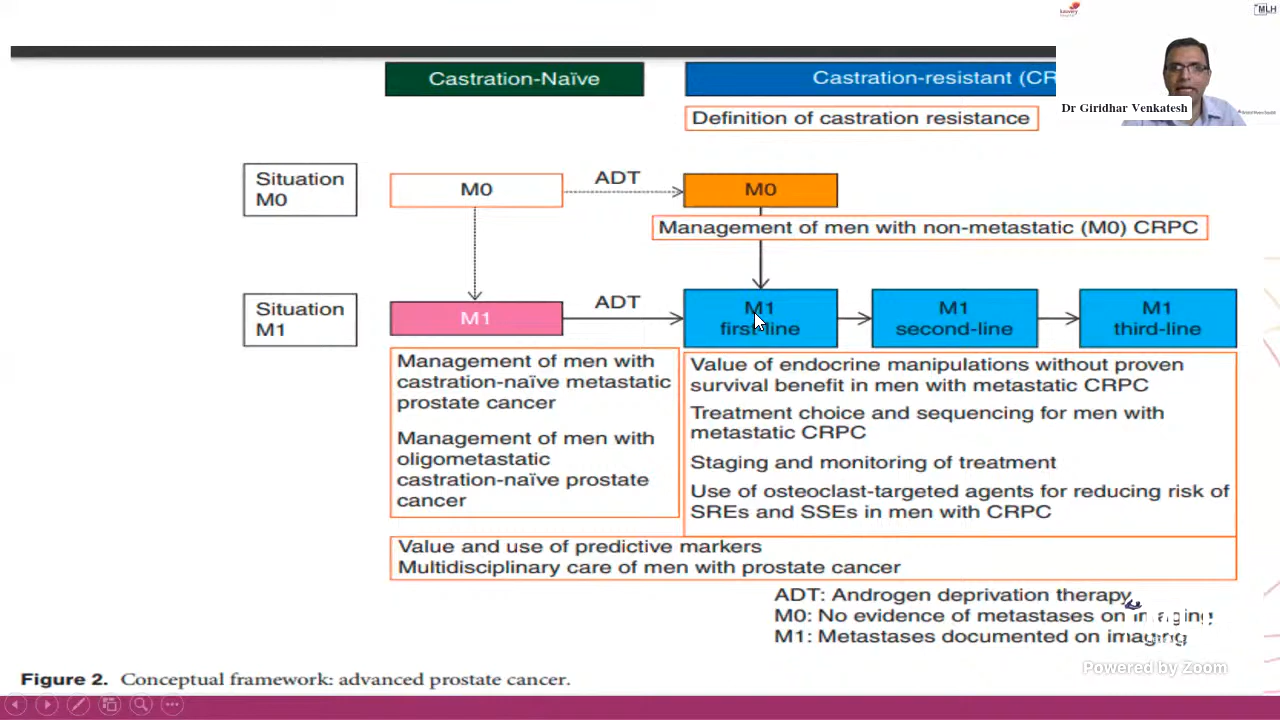 MLH
Castration-Naïve
Castration-resistant (CR
Dr Giridhar Venkatesh
Definition of castration resistance
Situation
M0
M0
ADT
M0
Management of men with non-metastatic (M0) CRPC
Situation
M1
M1
ADT
M1
first-line
M1
second-line
M1
third-line
Management of men with
castration-naïve metastatic
prostate cancer
Management of men with
oligometastatic
castration-naïve prostate
cancer
Value of endocrine manipulations without proven
survival benefit in men with metastatic CRPC
Treatment choice and sequencing for men with
metastatic CRPC
Staging and monitoring of treatment
Use of osteoclast-targeted agents for reducing risk of
SREs and SSEs in men with CRPC
Value and use of predictive markers
Multidisciplinary care of men with prostate cancer
ADT: Androgen deprivation therapy
M0: No evidence of metastases on imaging
M1: Metastases documented on imaging
Powered by Zoom
Figure 2. Conceptual framework: advanced prostate cancer.